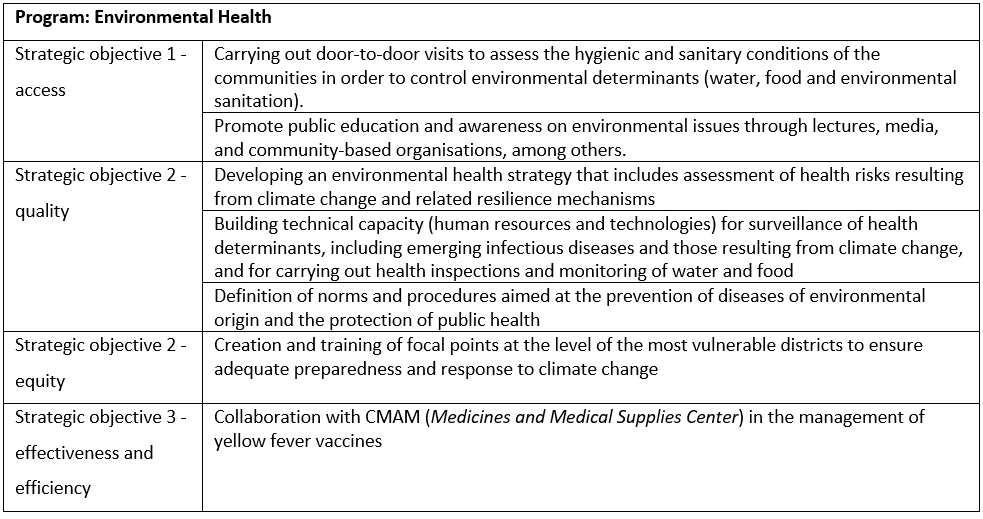 Program: Environmental Health
Strategic objective 1 -
access
Carrying out door-to-door visits to assess the hygienic and sanitary conditions of the
communities in order to control environmental determinants (water, food and environmental
sanitation).
Promote public education and awareness on environmental issues through lectures, media,
and community-based organisations, among others.
Strategic objective 2 -
quality
Developing an environmental health strategy that includes assessment of health risks resulting
from climate change and related resilience mechanisms
Building technical capacity (human resources and technologies) for surveillance of health
determinants, including emerging infectious diseases and those resulting from climate change,
and for carrying out health inspections and monitoring of water and food
Definition of norms and procedures aimed at the prevention of diseases of environmental
origin and the protection of public health
Strategic objective 2 -
equity
Creation and training of focal points at the level of the most vulnerable districts to ensure
adequate preparedness and response to climate change
Strategic objective 3 -
effectiveness and
efficiency
Collaboration with CMAM (Medicines and Medical Supplies Center) in the management of
yellow fever vaccines